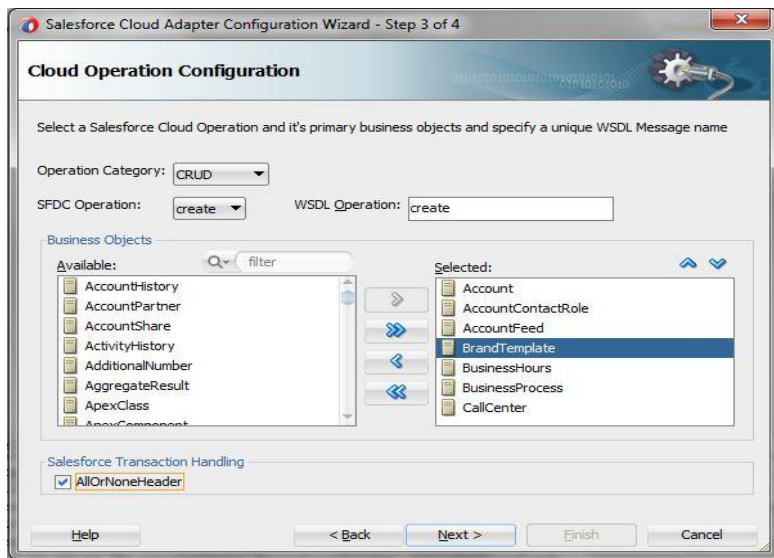 Salesforce Cloud Adapter Configuration Wizard - Step 3 of 4
Cloud Operation Configuration
Select a Salesforce Cloud Operation and it's primary business objects and specify a unique WSDL Message name
Operation Category: CRUD
SFDC Operation: create WSDL Operation: create
Business Objects
Available: filter
AccountHistory
AccountPartner
AccountShare
ActivityHistory
AdditionalNumber
AggregateResult
ApexClass
ApexComponent
Selected:
Account
AccountContactRole
AccountFeed
BrandTemplate
BusinessHours
BusinessProcess
CallCenter
Salesforce Transaction Handling
AllOrNoneHeader
Help < Back Next > Finish Cancel